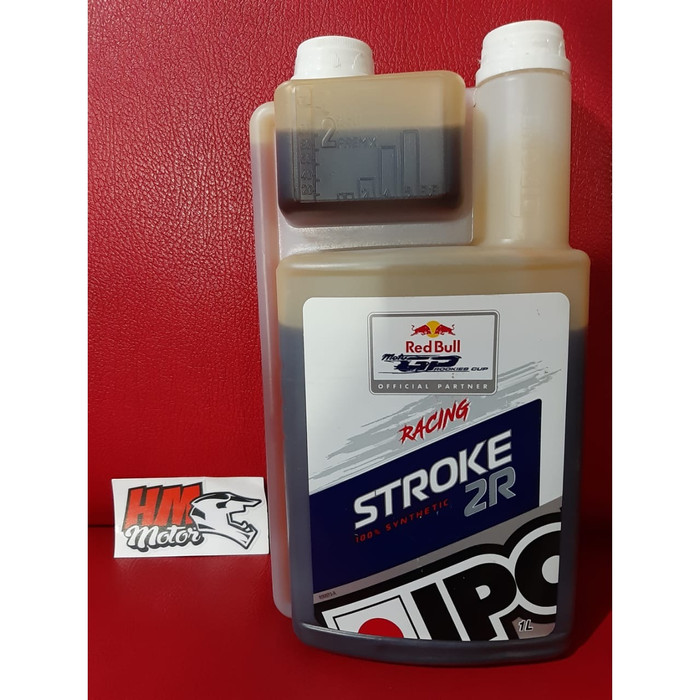 2
PREMIX
Red Bull
Moto GP
ROOKIES CUP
OFFICIAL PARTNER
RACING
STROKE
2R
100% SYNTHETIC
IPO
1L
HM
Motor